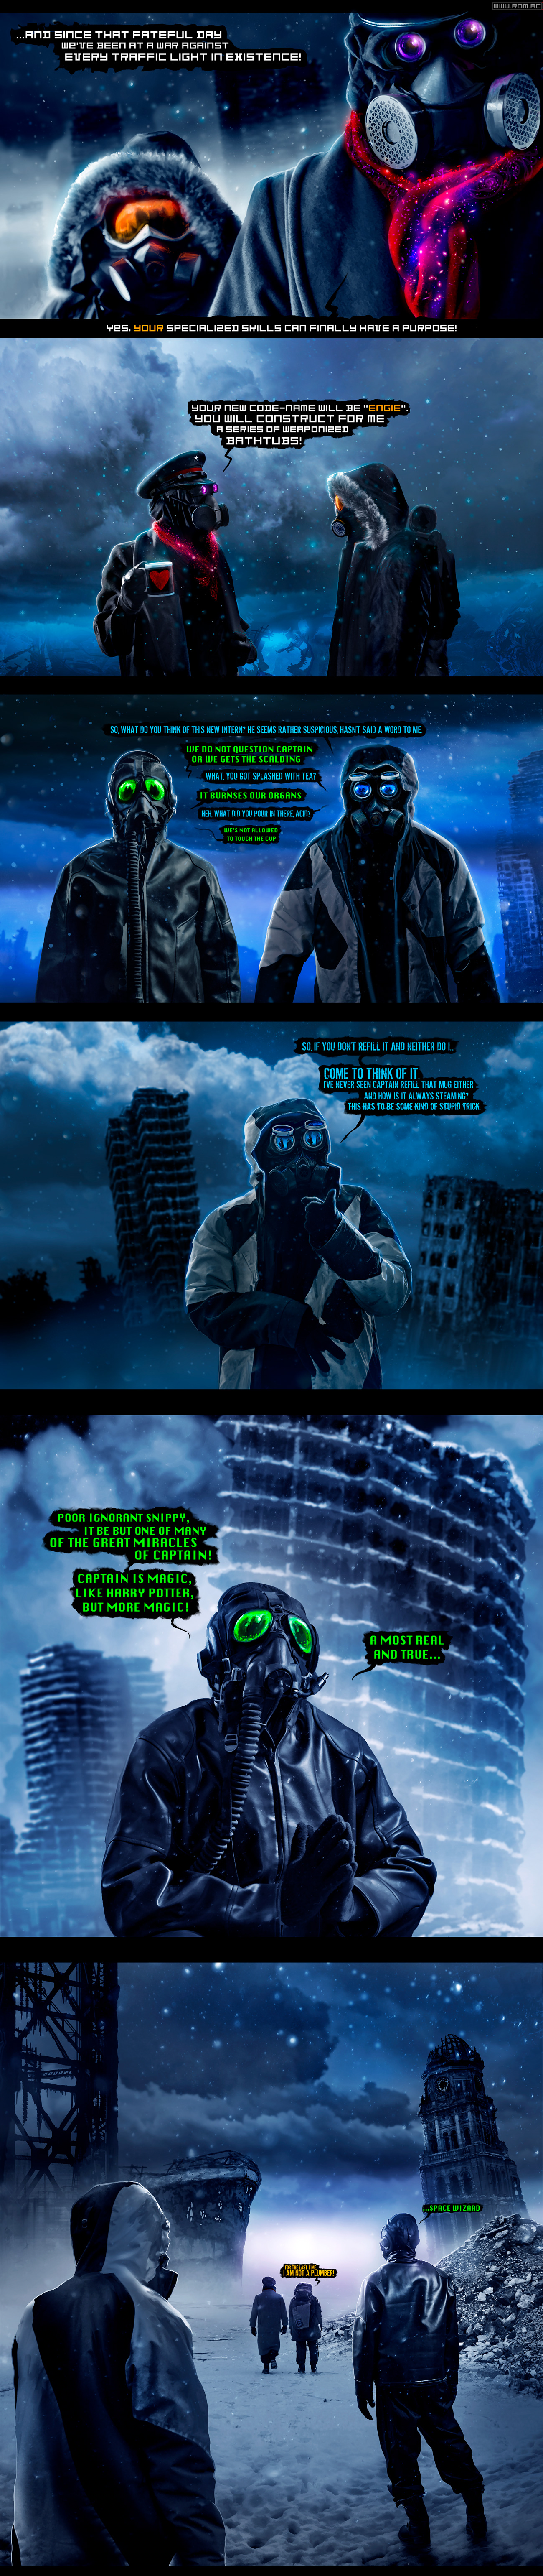 WWW.ROM.AC
...AND SINCE THAT FATEFUL DAY
WE'VE BEEN AT A WAR AGAINST
EVERY TRAFFIC LIGHT IN EXISTENCE!
YES, YOUR SPECIALIZED SKILLS CAN FINALLY HAVE A PURPOSE!
YOUR NEW CODE-NAME WILL BE "ENGIE".
YOU WILL CONSTRUCT FOR ME
A SERIES OF WEAPONIZED
BATHTUBS!
SO, WHAT DO YOU THINK OF THIS NEW INTERN? HE SEEMS RATHER SUSPICIOUS, HASN'T SAID A WORD TO ME.
WE DO NOT QUESTION CAPTAIN
OR WE GETS THE SCALDING
WHAT, YOU GOT SPLASHED WITH TEA?
IT BURNSES OUR ORGANS
HEH, WHAT DID YOU POUR IN THERE, ACID?
WE'S NOT ALLOWED
TO TOUCH THE CUP
SO, IF YOU DON'T REFILL IT AND NEITHER DO I...
COME TO THINK OF IT,
I'VE NEVER SEEN CAPTAIN REFILL THAT MUG EITHER
...AND HOW IS IT ALWAYS STEAMING?
THIS HAS TO BE SOME KIND OF STUPID TRICK.
POOR IGNORANT SNIPPY,
IT BE BUT ONE OF MANY
OF THE GREAT MIRACLES
OF CAPTAIN!
CAPTAIN IS MAGIC,
LIKE HARRY POTTER,
BUT MORE MAGIC!
A MOST REAL
AND TRUE...
...SPACE WIZARD
FOR THE LAST TIME,
I AM NOT A PLUMBER!